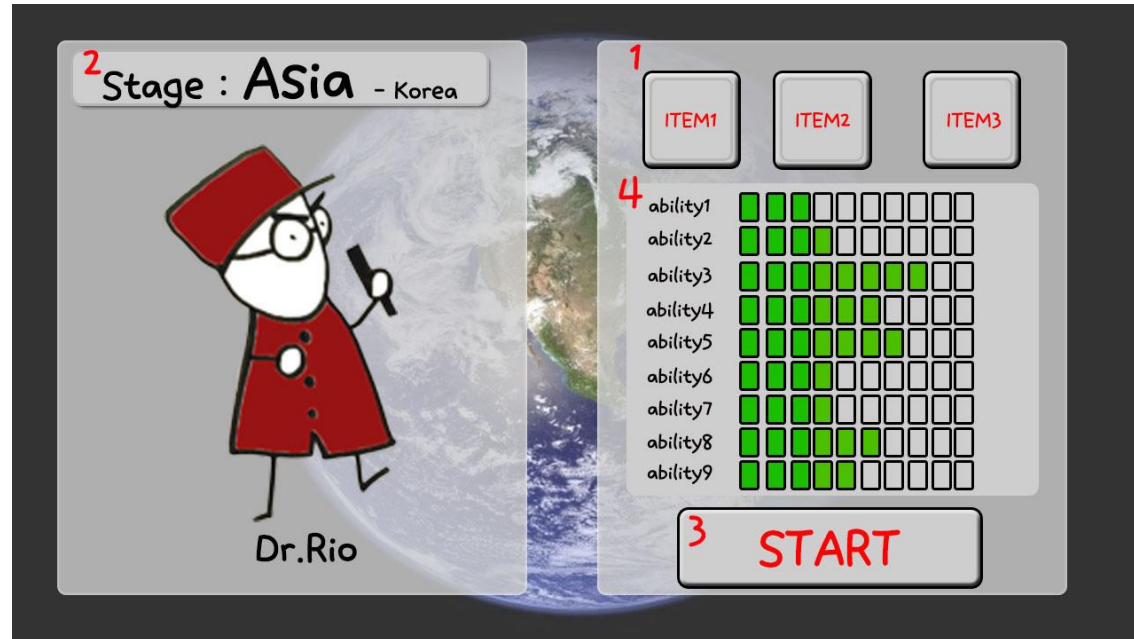 2
Stage : Asia - Korea
Dr.Rio
1
ITEM1 ITEM2 ITEM3
4
ability1
ability2
ability3
ability4
ability5
ability6
ability7
ability8
ability9
3
START